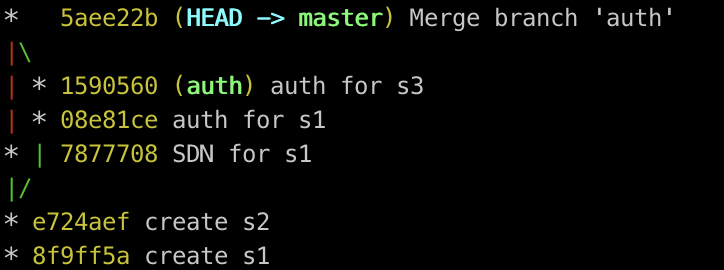 *   5aee22b (HEAD -> master) Merge branch 'auth'
|\
| * 1590560 (auth) auth for s3
| * 08e81ce auth for s1
* | 7877708 SDN for s1
|/
* e724aef create s2
* 8f9ff5a create s1